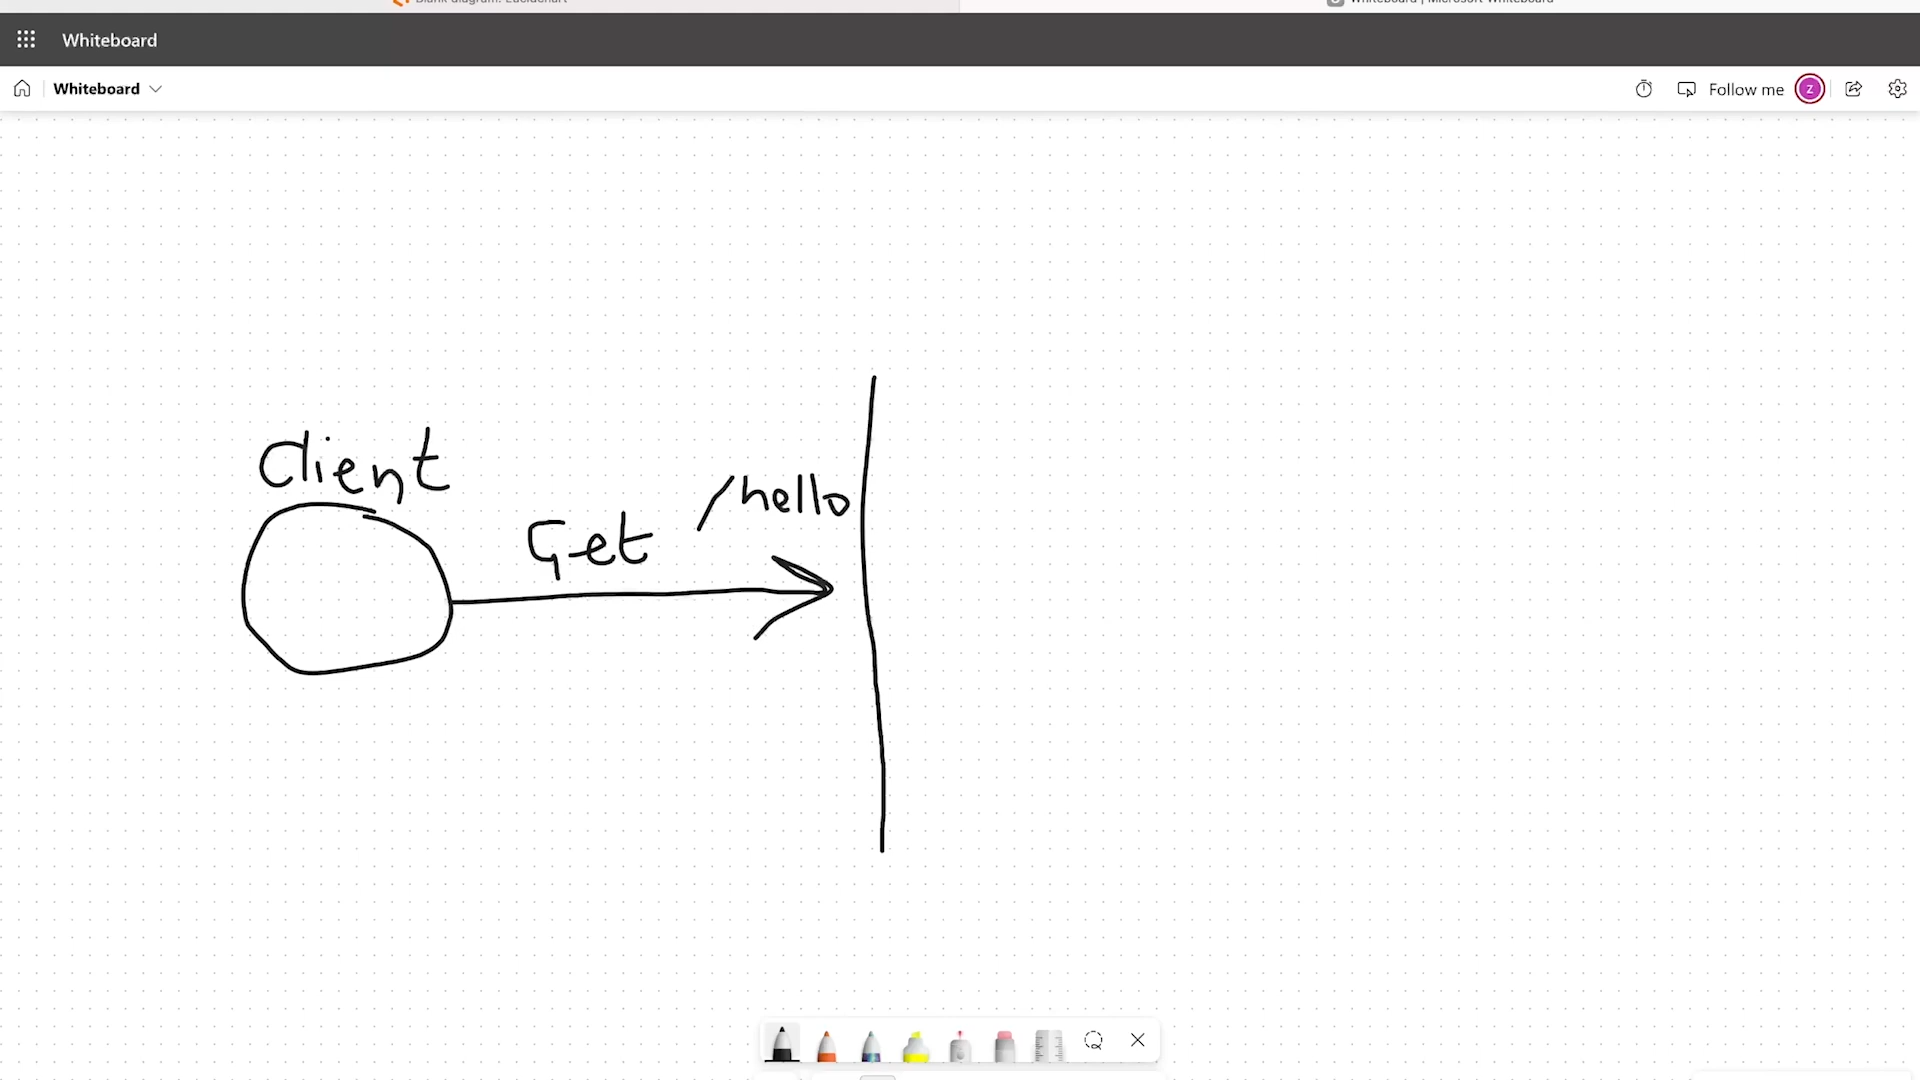 Whiteboard
Whiteboard
Follow me
Z
Client
/hello
Get